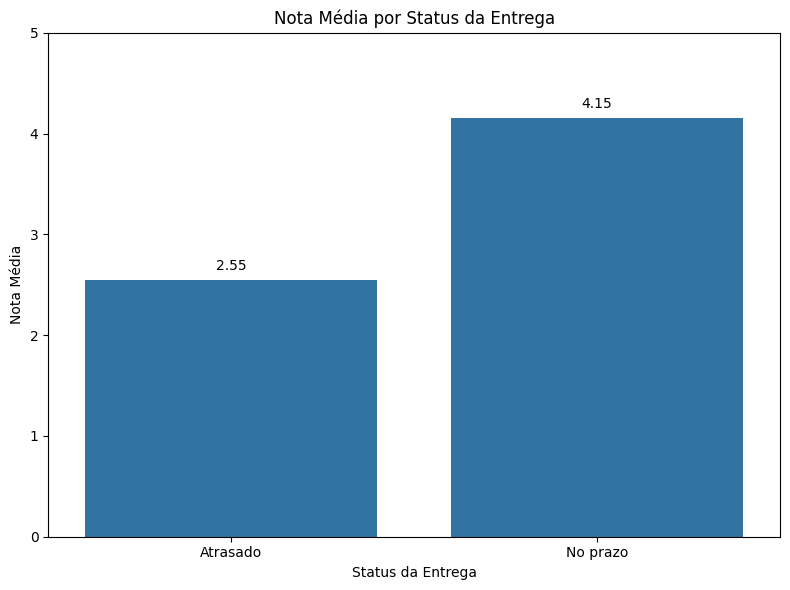 Nota Média por Status da Entrega
5
4
3
2
1
0
Nota Média
2.55
4.15
Atrasado
No prazo
Status da Entrega